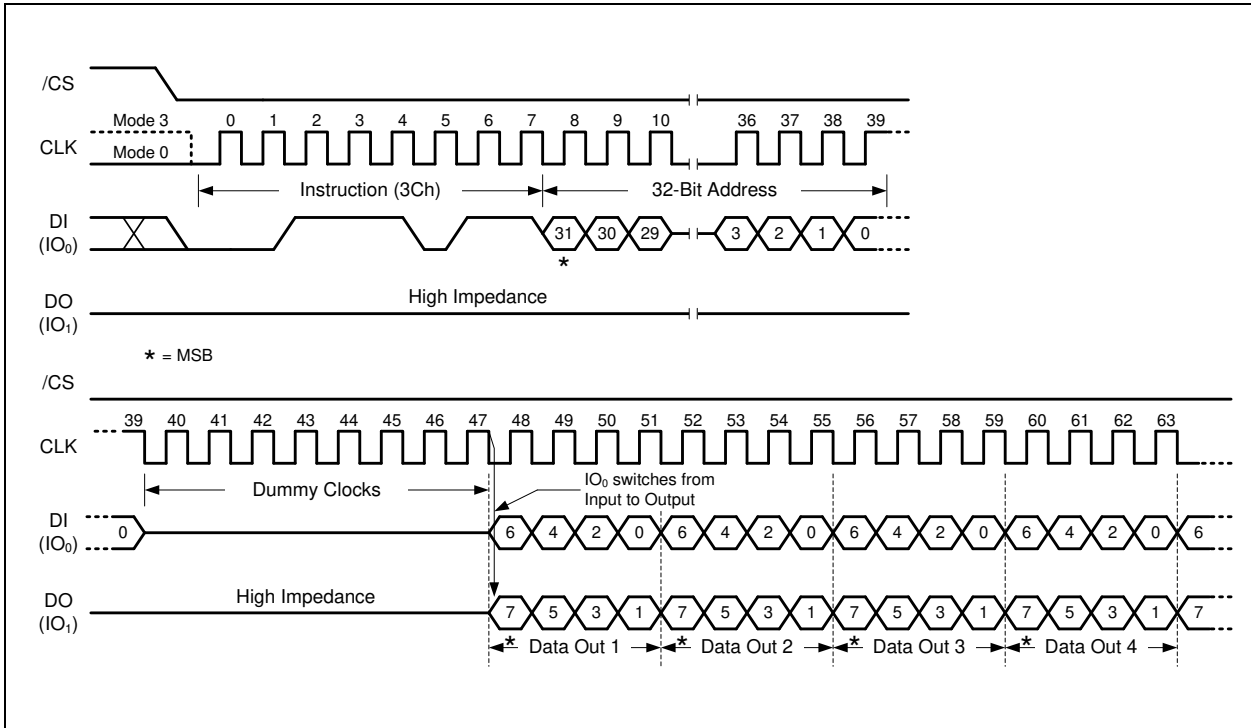 /CS
Mode 3 0 1 2 3 4 5 6 7 8 9 10 36 37 38 39
CLK
Mode 0
Instruction (3Ch) 32-Bit Address
DI
(IO₀)
31 30 29 3 2 1 0
*
DO
(IO₁)
High Impedance
* = MSB
/CS
39 40 41 42 43 44 45 46 47 48 49 50 51 52 53 54 55 56 57 58 59 60 61 62 63
CLK
Dummy Clocks
IO₀ switches from
Input to Output
DI
(IO₀)
0 6 4 2 0 6 4 2 0 6 4 2 0 6 4 2 0 6
DO
(IO₁)
High Impedance
7 5 3 1 7 5 3 1 7 5 3 1 7 5 3 1 7
* Data Out 1 * Data Out 2 * Data Out 3 * Data Out 4